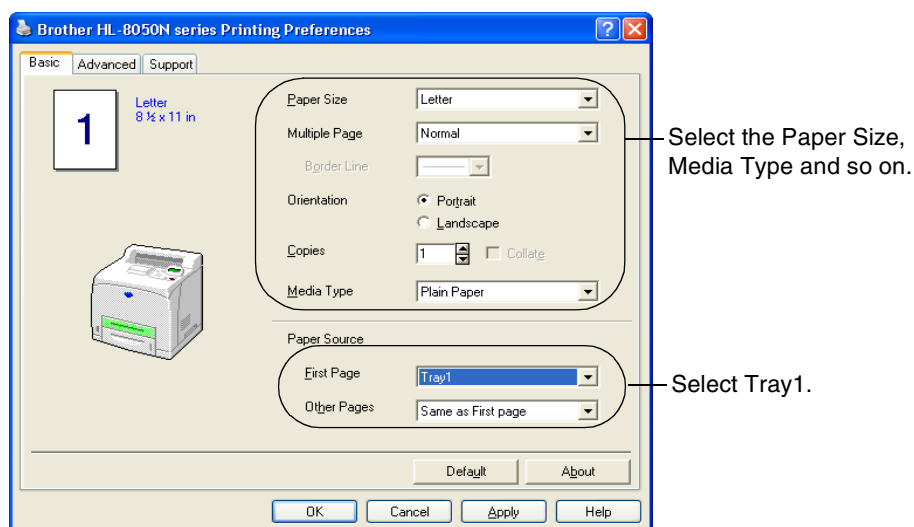 Brother HL-8050N series Printing Preferences
Basic Advanced Support
1
Letter
8 ½ x 11 in
Paper Size Letter
Multiple Page Normal
Border Line
Orientation Portrait
Landscape
Copies 1 Collate
Media Type Plain Paper
Select the Paper Size,
Media Type and so on.
Paper Source
First Page Tray1
Other Pages Same as First page
Select Tray1.
Default About
OK Cancel Apply Help